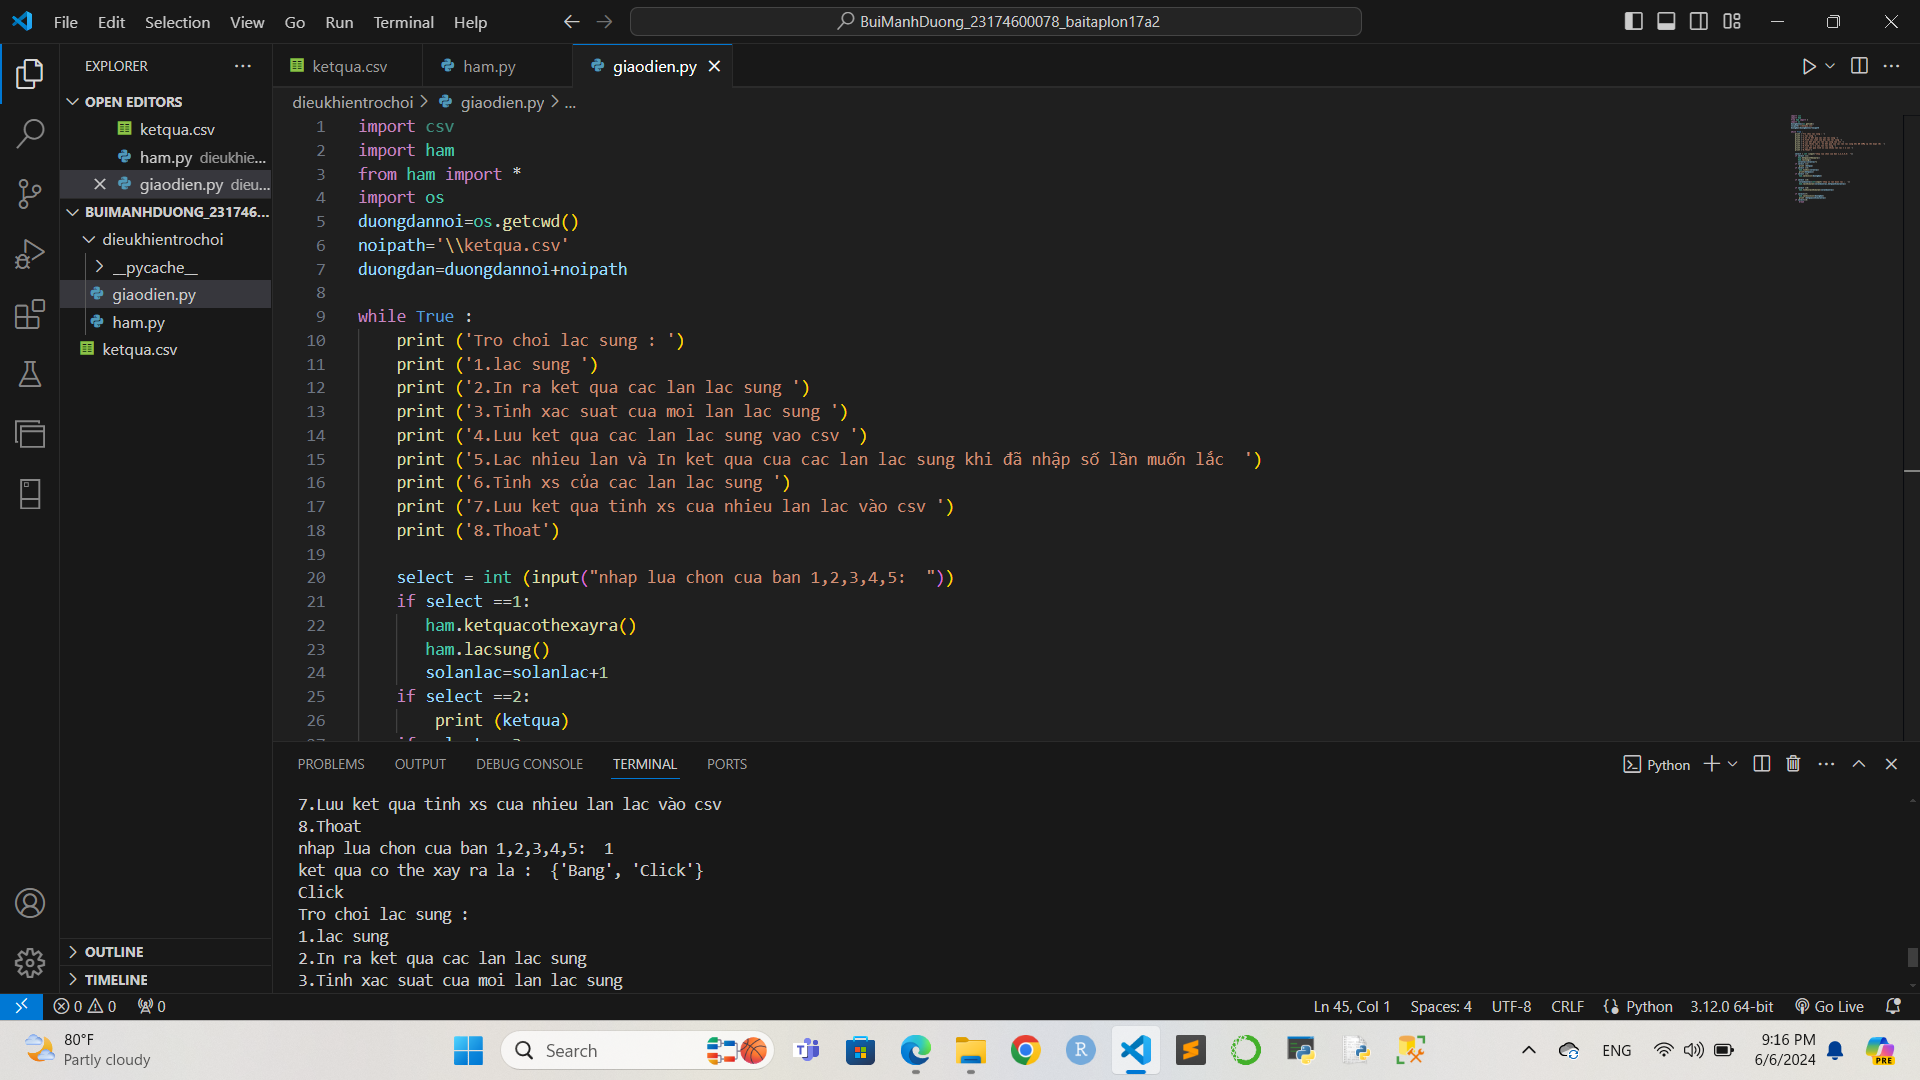 File Edit Selection View Go Run Terminal Help
BuiManhDuong_23174600078_baitaplon17a2
EXPLORER
OPEN EDITORS
ketqua.csv
ham.py dieukhie...
giaodien.py dieu...
BUIMANHDUONG_231746...
dieukhientrochoi
__pycache__
giaodien.py
ham.py
ketqua.csv
OUTLINE
TIMELINE
ketqua.csv ham.py giaodien.py
dieukhientrochoi > giaodien.py > ...
1 import csv
2 import ham
3 from ham import *
4 import os
5 duongdannoi=os.getcwd()
6 noipath='\\ketqua.csv'
7 duongdan=duongdannoi+noipath
8
9 while True :
10 print ('Tro choi lac sung : ')
11 print ('1.lac sung ')
12 print ('2.In ra ket qua cac lan lac sung ')
13 print ('3.Tinh xac suat cua moi lan lac sung ')
14 print ('4.Luu ket qua cac lan lac sung vao csv ')
15 print ('5.Lac nhieu lan và In ket qua cua cac lan lac sung khi đã nhập số lần muốn lắc  ')
16 print ('6.Tinh xs của cac lan lac sung ')
17 print ('7.Luu ket qua tinh xs cua nhieu lan lac vào csv ')
18 print ('8.Thoat')
19
20 select = int (input("nhap lua chon cua ban 1,2,3,4,5:  "))
21 if select ==1:
22 ham.ketquacothexayra()
23 ham.lacsung()
24 solanlac=solanlac+1
25 if select ==2:
26 print (ketqua)
PROBLEMS OUTPUT DEBUG CONSOLE TERMINAL PORTS
Python
7.Luu ket qua tinh xs cua nhieu lan lac vào csv
8.Thoat
nhap lua chon cua ban 1,2,3,4,5:  1
ket qua co the xay ra la :  {'Bang', 'Click'}
Click
Tro choi lac sung :
1.lac sung
2.In ra ket qua cac lan lac sung
3.Tinh xac suat cua moi lan lac sung
0 0 0 Ln 45, Col 1 Spaces: 4 UTF-8 CRLF Python 3.12.0 64-bit Go Live
80°F
Partly cloudy
Search
ENG
9:16 PM
6/6/2024
PRE